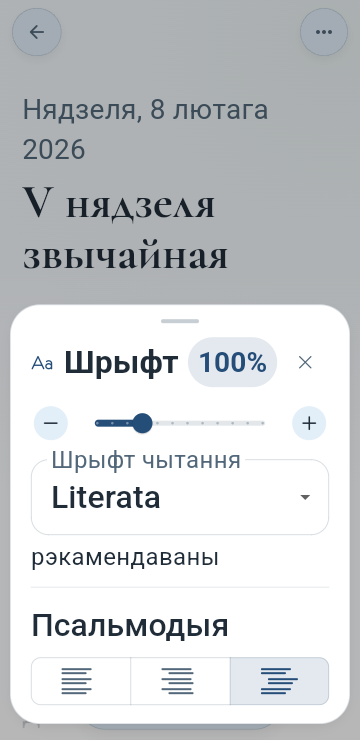 Нядзеля, 8 лютага
2026
V нядзеля
звычайная
Aa Шрыфт 100%
Шрыфт чытання
Literata
рэкамендаваны
Псальмодыя